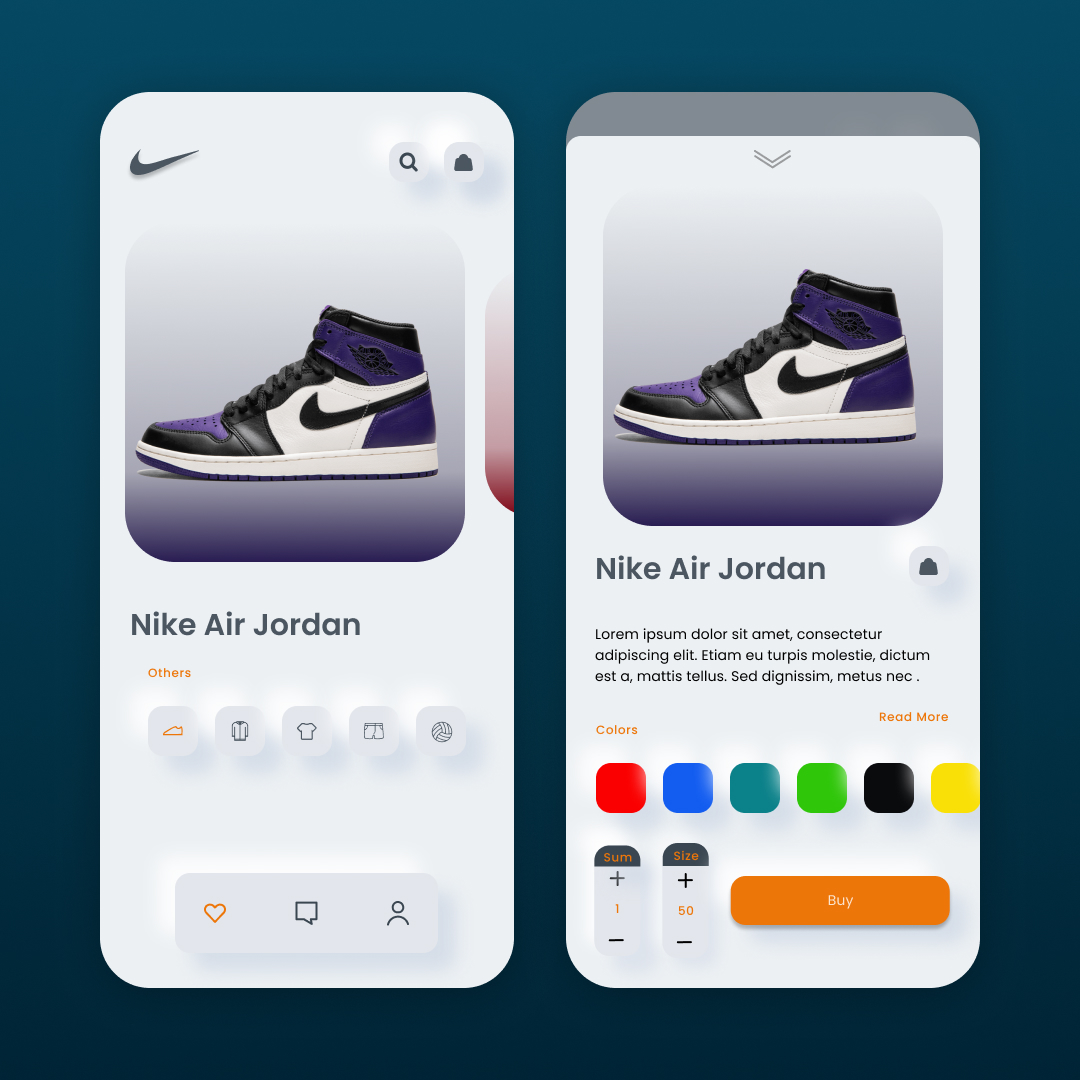 Nike Air Jordan
Others
Nike Air Jordan
Lorem ipsum dolor sit amet, consectetur
adipiscing elit. Etiam eu turpis molestie, dictum
est a, mattis tellus. Sed dignissim, metus nec .
Read More
Colors
Sum
Size
+
+
1
50
Buy
−
−